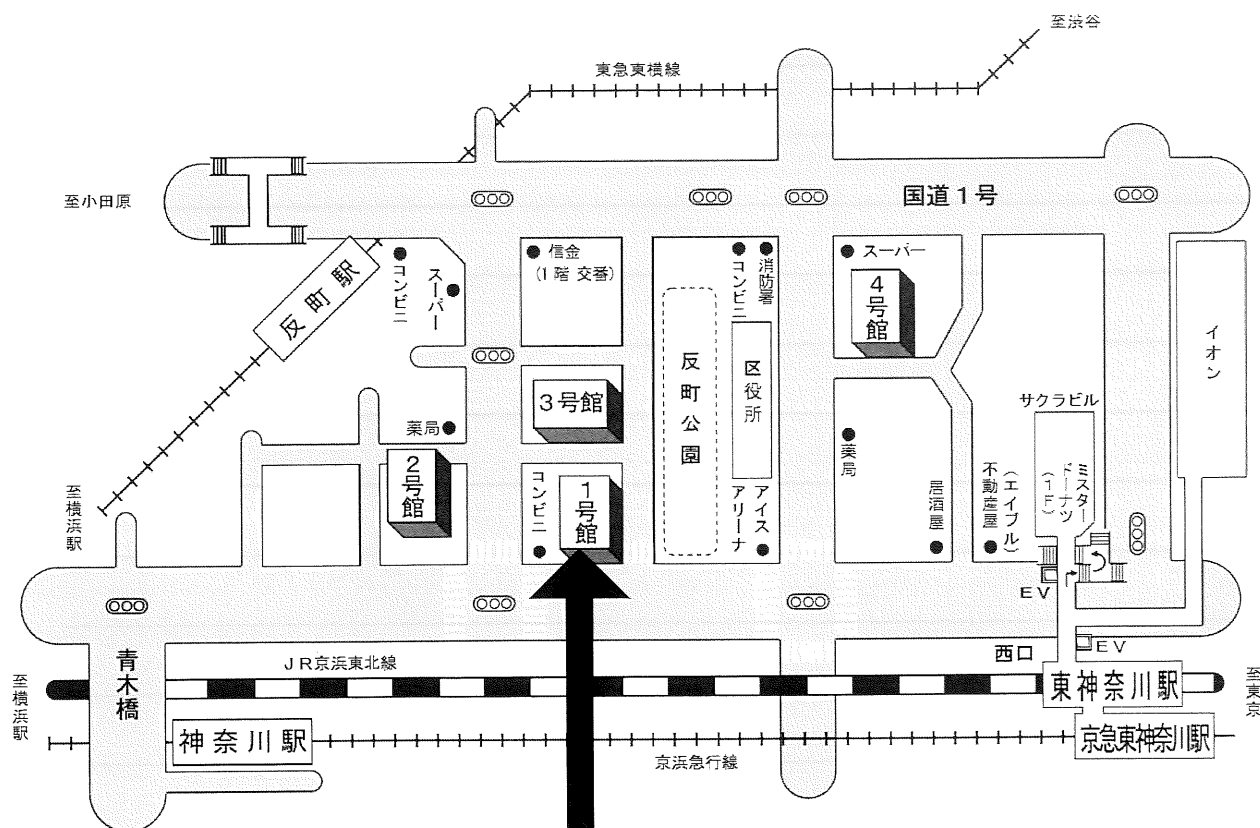 至渋谷
東急東横線
至小田原
国道1号
反町駅
コンビニ
スーパー
信金
(1階 交番)
コンビニ
消防署
スーパー
4号館
イオン
反町公園
区役所
3号館
サクラビル
薬局
薬局
2号館
コンビニ
1号館
アイス
アリーナ
居酒屋
不動産屋
(エイブル)
ミスター
ドーナツ
(1F)
至横浜駅
EV
青木橋
西口
EV
JR京浜東北線
至横浜駅
東神奈川駅
至東京
神奈川駅
京浜急行線
京急東神奈川駅